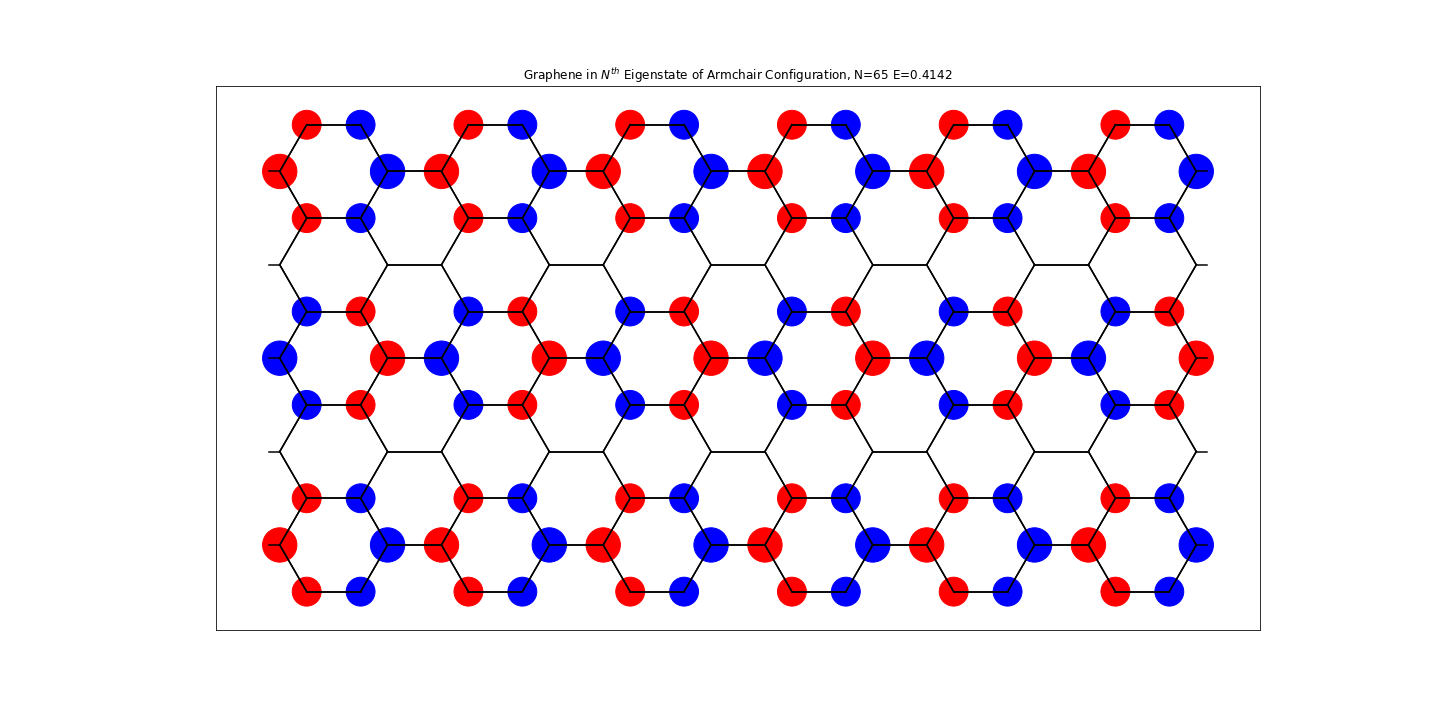 Graphene in $N^{th}$ Eigenstate of Armchair Configuration, N=65 E=0.4142